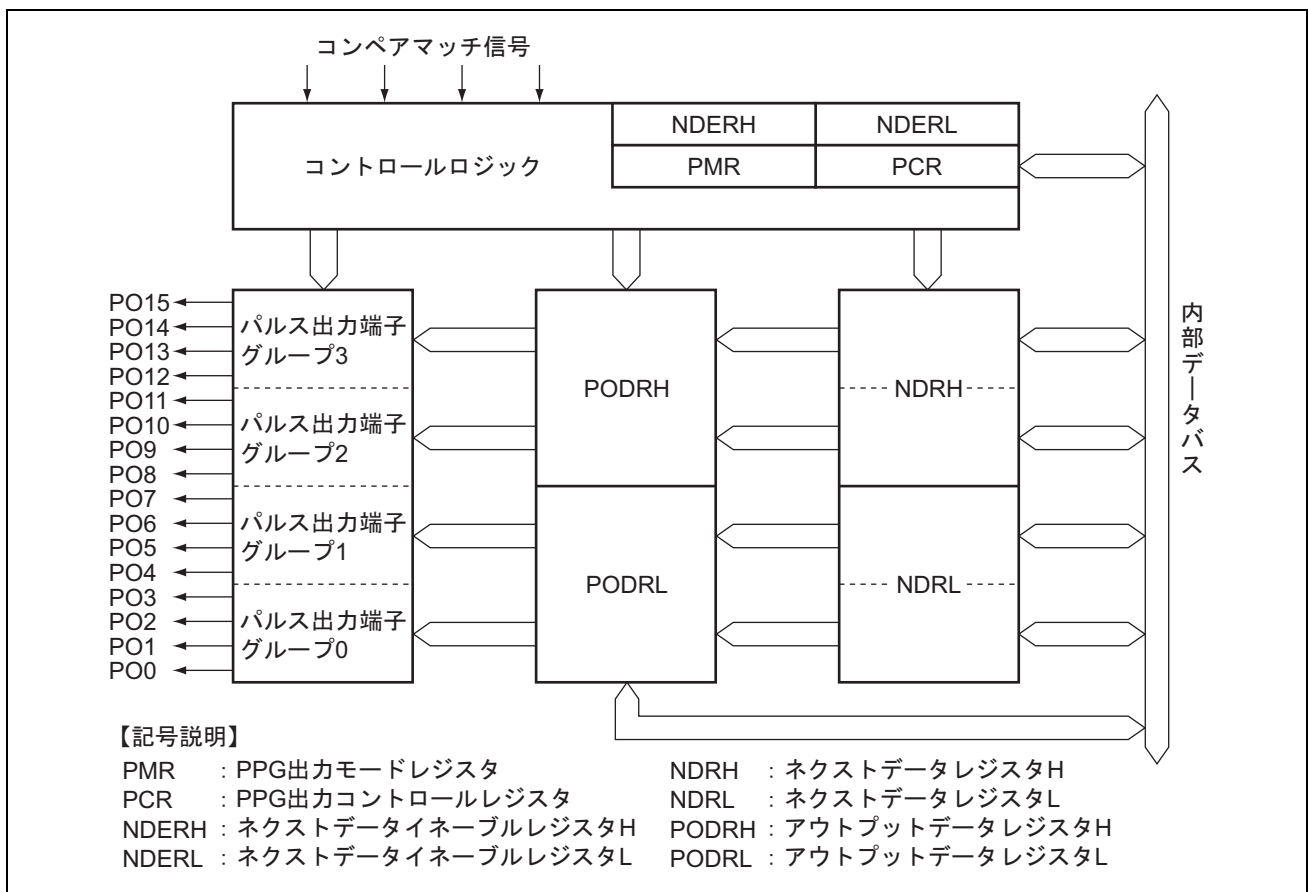 コンペアマッチ信号
コントロールロジック
NDERH
NDERL
PMR
PCR
PO15
PO14
PO13
PO12
PO11
PO10
PO9
PO8
PO7
PO6
PO5
PO4
PO3
PO2
PO1
PO0
パルス出力端子
グループ3
パルス出力端子
グループ2
パルス出力端子
グループ1
パルス出力端子
グループ0
PODRH
PODRL
NDRH
NDRL
内部データバス
【記号説明】
PMR :PPG出力モードレジスタ
PCR :PPG出力コントロールレジスタ
NDERH :ネクストデータイネーブルレジスタH
NDERL :ネクストデータイネーブルレジスタL
NDRH :ネクストデータレジスタH
NDRL :ネクストデータレジスタL
PODRH :アウトプットデータレジスタH
PODRL :アウトプットデータレジスタL